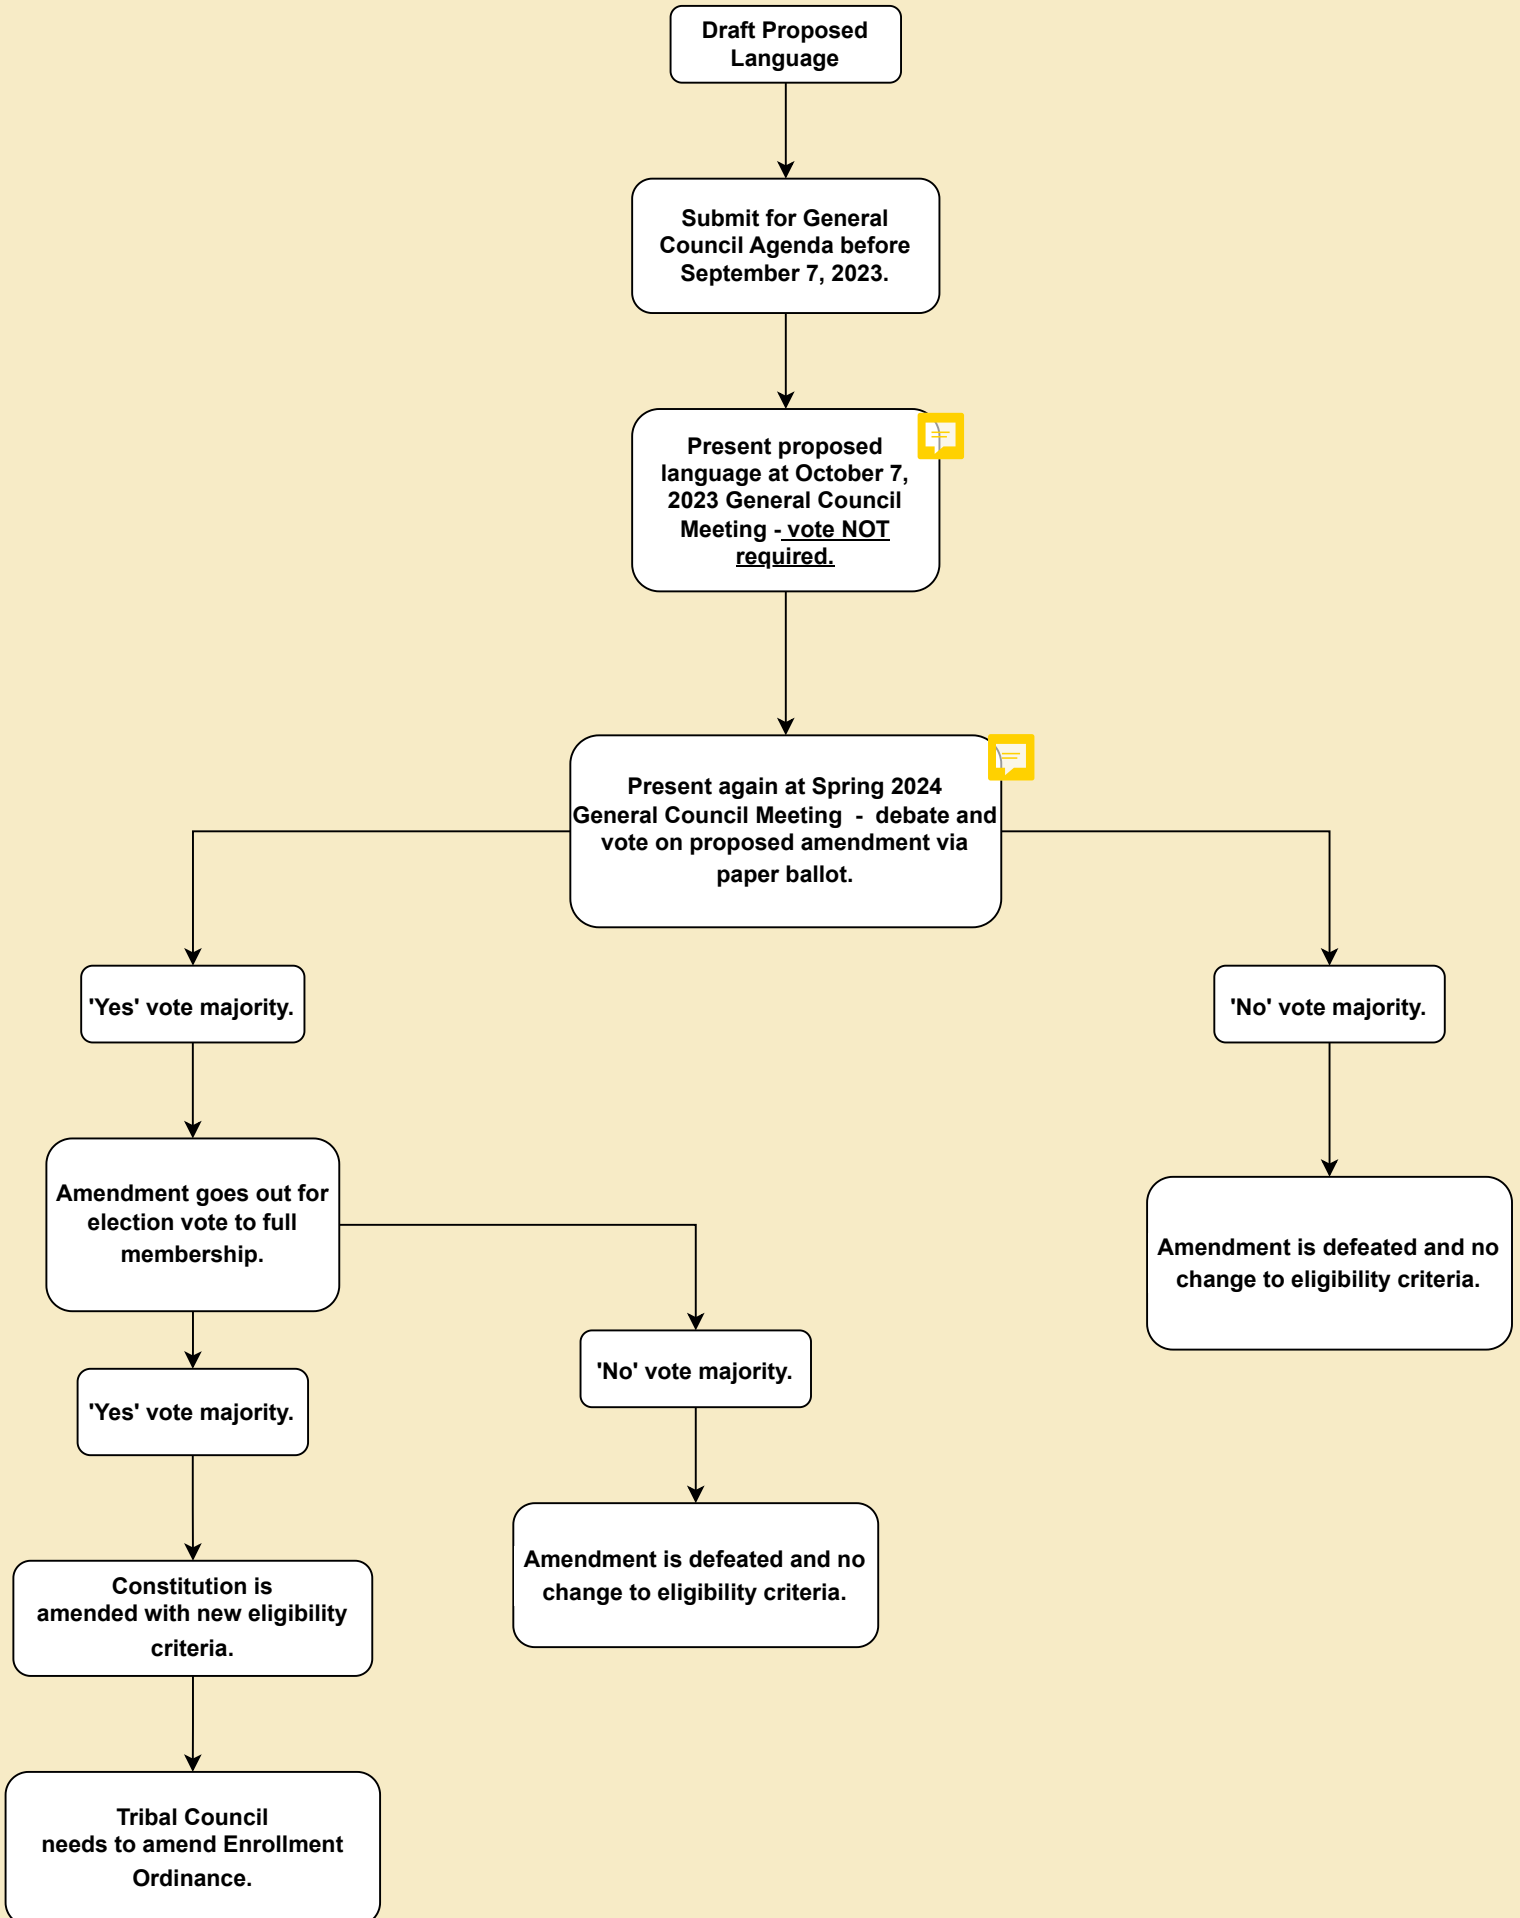 Draft Proposed
Language
Submit for General
Council Agenda before
September 7, 2023.
Present proposed
language at October 7,
2023 General Council
Meeting - vote NOT
required.
Present again at Spring 2024
General Council Meeting  -  debate and
vote on proposed amendment via
paper ballot.
'Yes' vote majority.
'No' vote majority.
Amendment goes out for
election vote to full
membership.
Amendment is defeated and no
change to eligibility criteria.
'No' vote majority.
'Yes' vote majority.
Amendment is defeated and no
change to eligibility criteria.
Constitution is
amended with new eligibility
criteria.
Tribal Council
needs to amend Enrollment
Ordinance.